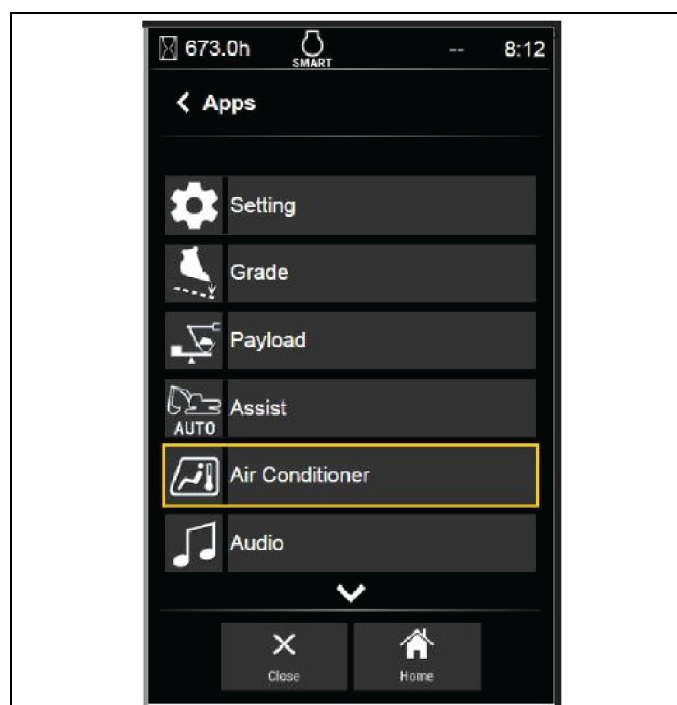 673.0h SMART -- 8:12
Apps
Setting
Grade
Payload
AUTO Assist
Air Conditioner
Audio
Close Home